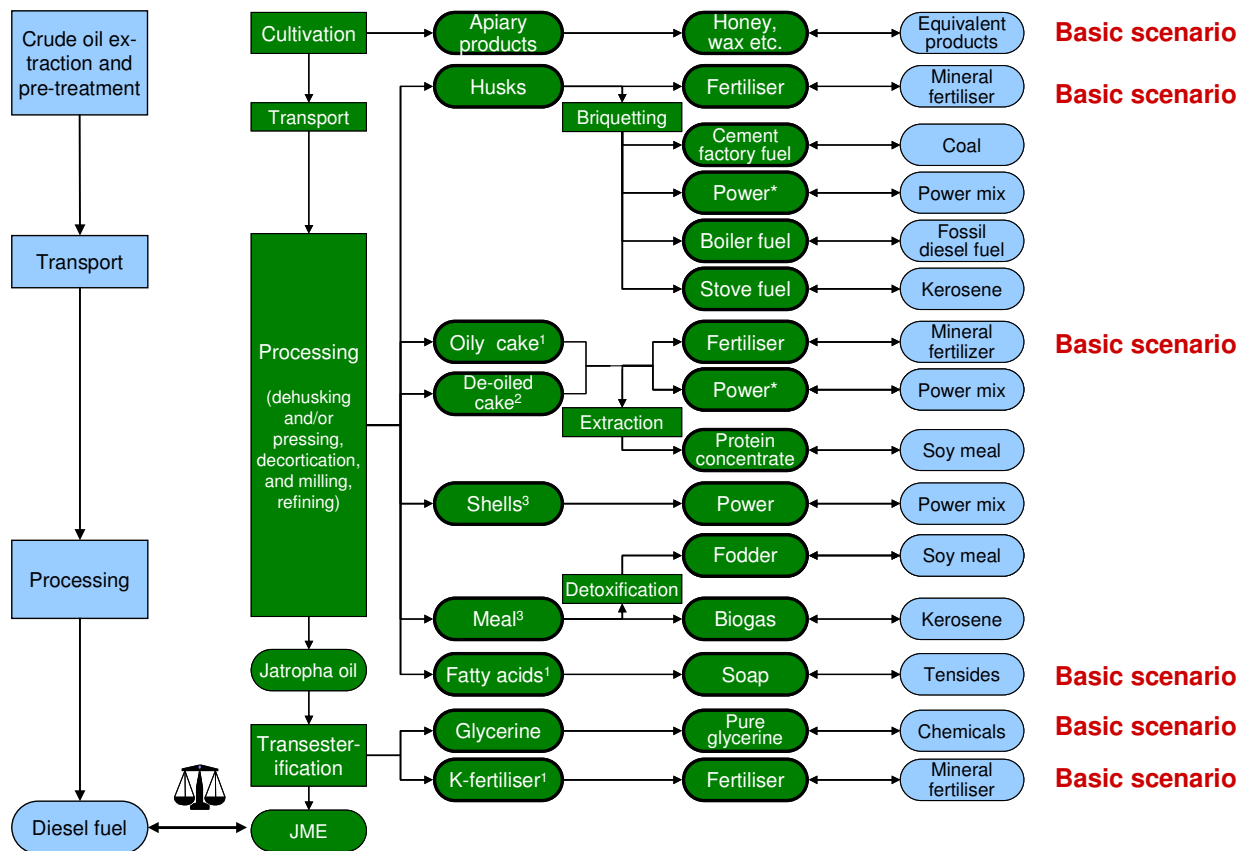 Crude oil ex-
traction and
pre-treatment
Transport
Processing
Diesel fuel
Cultivation
Transport
Processing
(dehusking
and/or
pressing,
decortication,
and milling,
refining)
Jatropha oil
Transester-
ification
JME
Apiary
products
Honey,
wax etc.
Equivalent
products
Basic scenario
Husks
Fertiliser
Mineral
fertiliser
Basic scenario
Briquetting
Cement
factory fuel
Coal
Power*
Power mix
Boiler fuel
Fossil
diesel fuel
Stove fuel
Kerosene
Oily cake¹
Fertiliser
Mineral
fertilizer
Basic scenario
De-oiled
cake²
Power*
Power mix
Extraction
Protein
concentrate
Soy meal
Shells³
Power
Power mix
Fodder
Soy meal
Detoxification
Meal³
Biogas
Kerosene
Fatty acids¹
Soap
Tensides
Basic scenario
Glycerine
Pure
glycerine
Chemicals
Basic scenario
K-fertiliser¹
Fertiliser
Mineral
fertiliser
Basic scenario